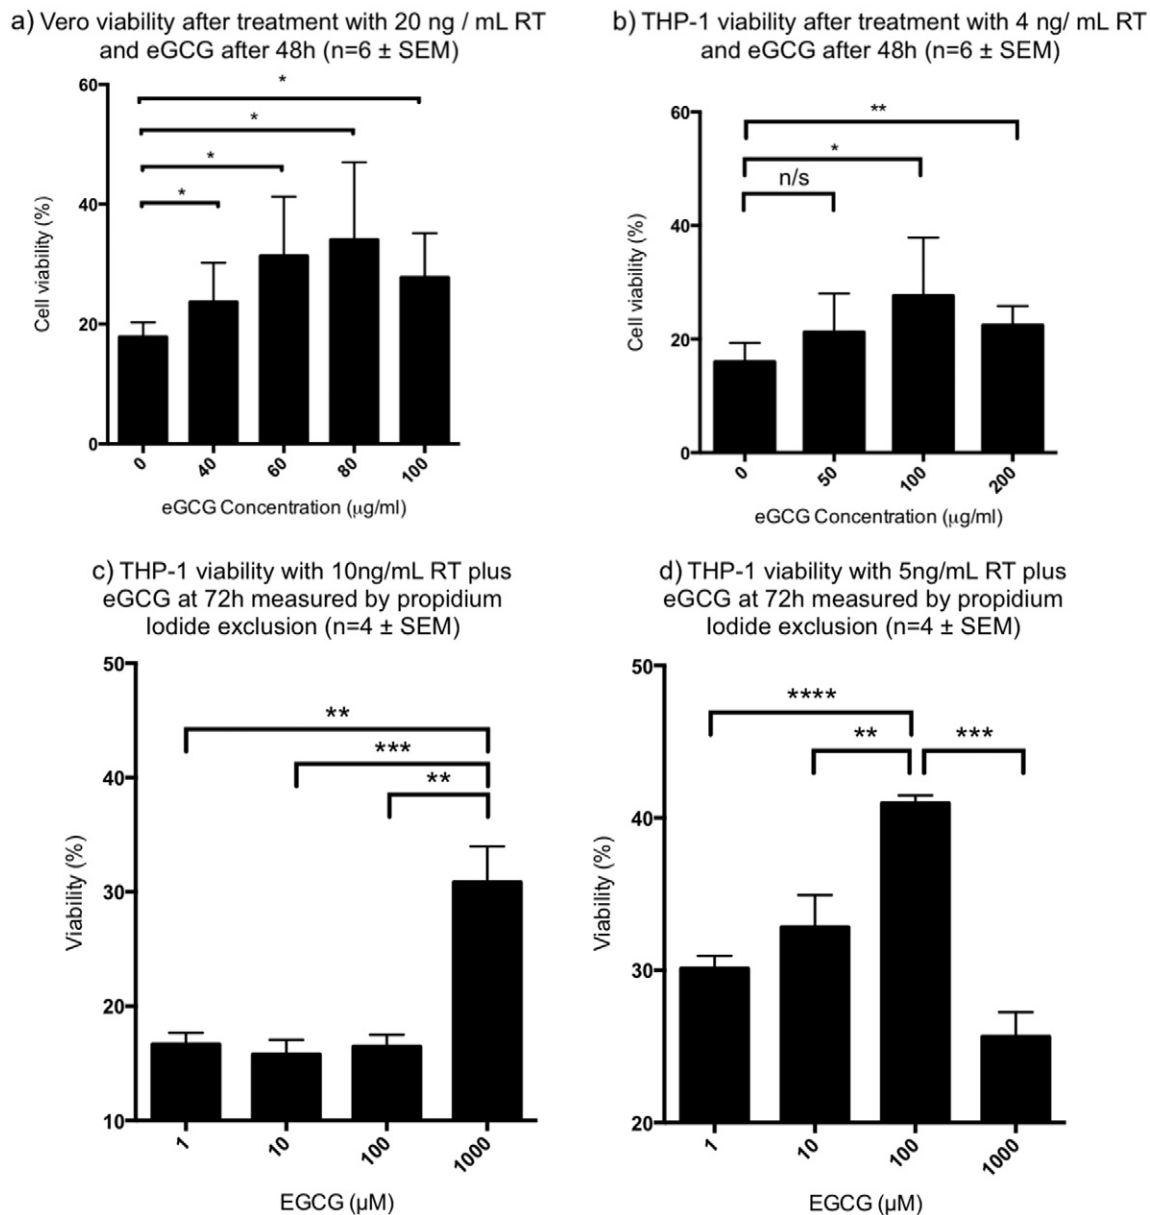 a) Vero viability after treatment with 20 ng / mL RT
and eGCG after 48h (n=6 ± SEM)
60
40
20
0
Cell viability (%)
*
*
*
*
0
40
60
80
100
eGCG Concentration (μg/ml)
b) THP-1 viability after treatment with 4 ng/ mL RT
and eGCG after 48h (n=6 ± SEM)
60
40
20
0
Cell viability (%)
**
*
n/s
0
50
100
200
eGCG Concentration (μg/ml)
c) THP-1 viability with 10ng/mL RT plus
eGCG at 72h measured by propidium
Iodide exclusion (n=4 ± SEM)
50
40
30
20
10
Viability (%)
**
***
**
1
10
100
1000
EGCG (μM)
d) THP-1 viability with 5ng/mL RT plus
eGCG at 72h measured by propidium
Iodide exclusion (n=4 ± SEM)
50
40
30
20
Viability (%)
****
**
***
1
10
100
1000
EGCG (μM)